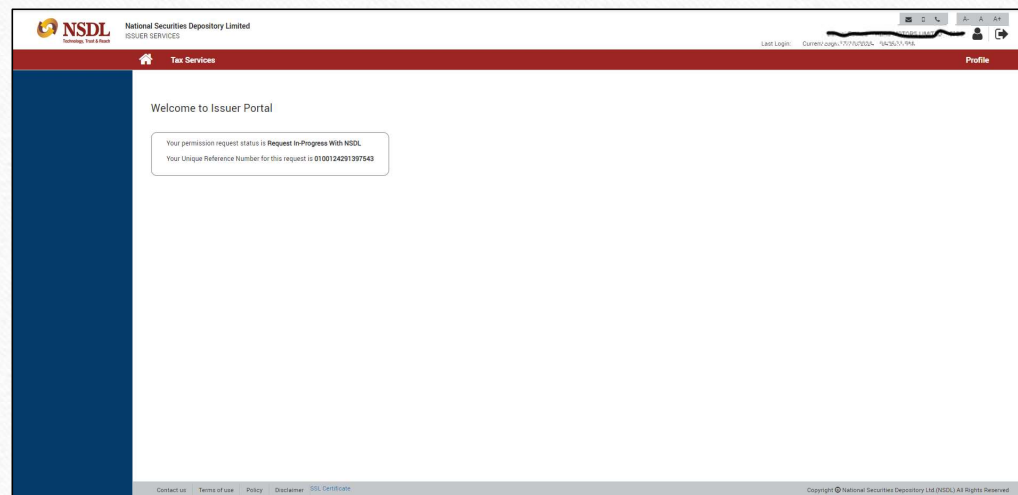 NSDL
Technology, Trust & Reach
National Securities Depository Limited
ISSUER SERVICES
A- A A+
Last Login:
Tax Services
Profile
Welcome to Issuer Portal
Your permission request status is Request In-Progress With NSDL
Your Unique Reference Number for this request is 0100124291397543
Contact us Terms of use Policy Disclaimer SSL Certificate
Copyright © National Securities Depository Ltd.(NSDL) All Rights Reserved